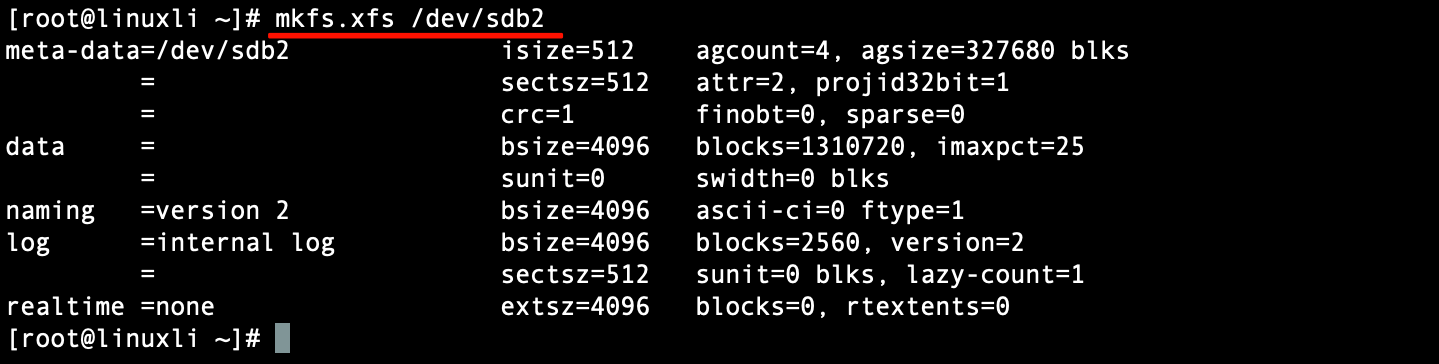 [root@linuxli ~]# mkfs.xfs /dev/sdb2
meta-data=/dev/sdb2              isize=512    agcount=4, agsize=327680 blks
         =                       sectsz=512   attr=2, projid32bit=1
         =                       crc=1        finobt=0, sparse=0
data     =                       bsize=4096   blocks=1310720, imaxpct=25
         =                       sunit=0      swidth=0 blks
naming   =version 2              bsize=4096   ascii-ci=0 ftype=1
log      =internal log           bsize=4096   blocks=2560, version=2
         =                       sectsz=512   sunit=0 blks, lazy-count=1
realtime =none                   extsz=4096   blocks=0, rtextents=0
[root@linuxli ~]#